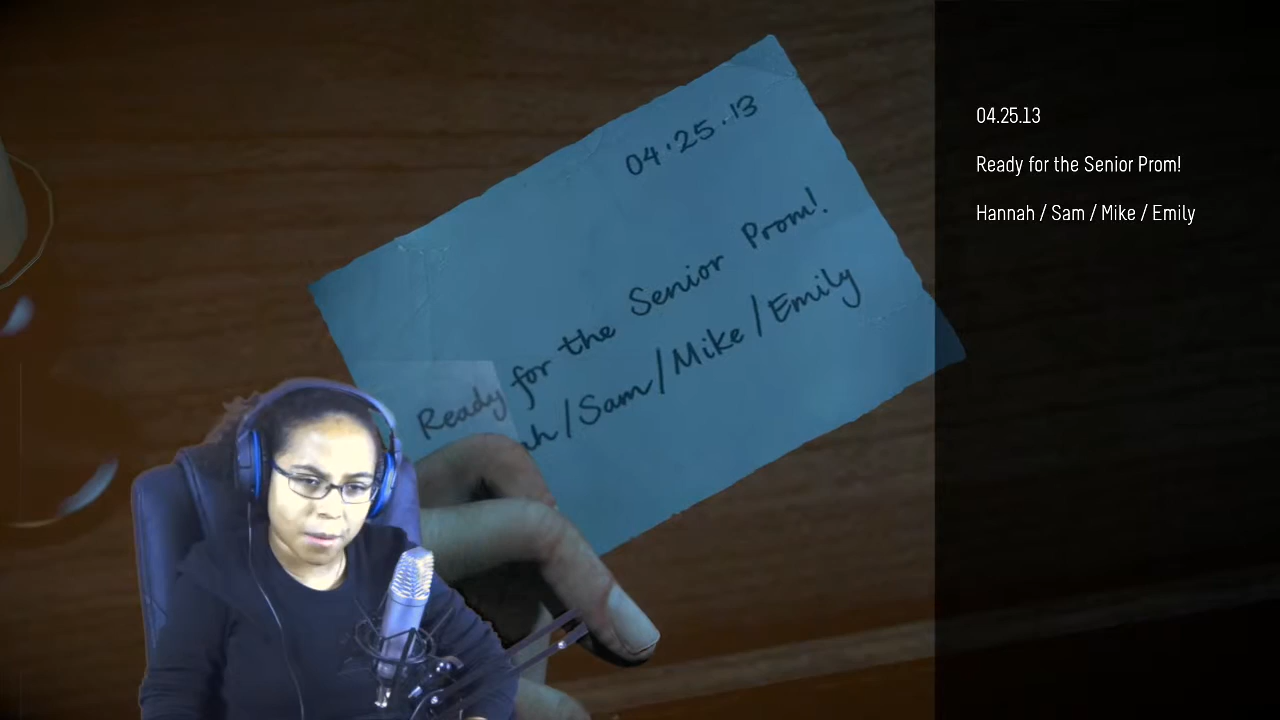 04.25.13
Ready for the Senior Prom!
ah/Sam/Mike/Emily
04.25.13
Ready for the Senior Prom!
Hannah / Sam / Mike / Emily